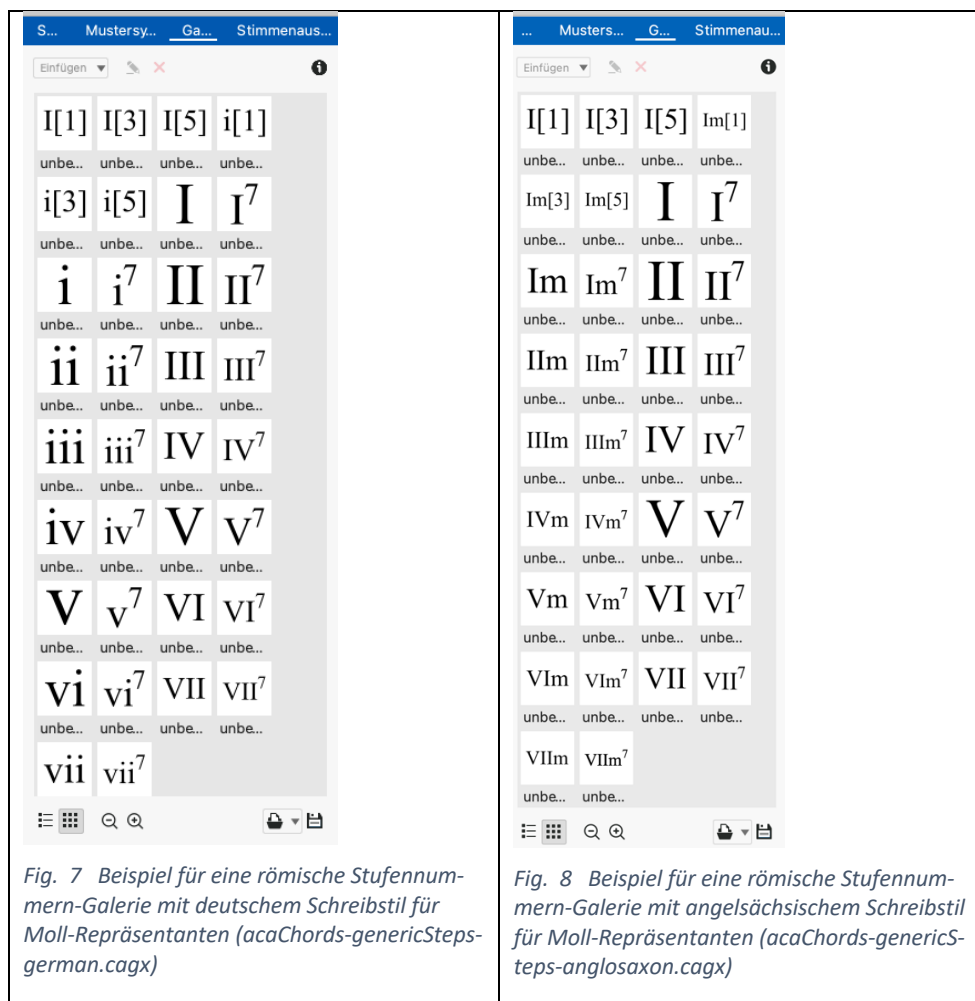 S... Mustersy... Ga... Stimmenaus...
Einfügen
I[1] I[3] I[5] i[1]
unbe... unbe... unbe... unbe...
i[3] i[5] I I⁷
unbe... unbe... unbe... unbe...
i i⁷ II II⁷
unbe... unbe... unbe... unbe...
ii ii⁷ III III⁷
unbe... unbe... unbe... unbe...
iii iii⁷ IV IV⁷
unbe... unbe... unbe... unbe...
iv iv⁷ V V⁷
unbe... unbe... unbe... unbe...
v v⁷ VI VI⁷
unbe... unbe... unbe... unbe...
vi vi⁷ VII VII⁷
unbe... unbe... unbe... unbe...
vii vii⁷
Fig. 7 Beispiel für eine römische Stufennum-
mern-Galerie mit deutschem Schreibstil für
Moll-Repräsentanten (acaChords-genericSteps-
german.cagx)
... Musters... G... Stimmenau...
Einfügen
I[1] I[3] I[5] Im[1]
unbe... unbe... unbe... unbe...
Im[3] Im[5] I I⁷
unbe... unbe... unbe... unbe...
Im Im⁷ II II⁷
unbe... unbe... unbe... unbe...
IIm IIm⁷ III III⁷
unbe... unbe... unbe... unbe...
IIIm IIIm⁷ IV IV⁷
unbe... unbe... unbe... unbe...
IVm IVm⁷ V V⁷
unbe... unbe... unbe... unbe...
Vm Vm⁷ VI VI⁷
unbe... unbe... unbe... unbe...
VIm VIm⁷ VII VII⁷
unbe... unbe... unbe... unbe...
VIIm VIIm⁷
unbe... unbe...
Fig. 8 Beispiel für eine römische Stufennum-
mern-Galerie mit angelsächsischem Schreibstil
für Moll-Repräsentanten (acaChords-genericS-
teps-anglosaxon.cagx)